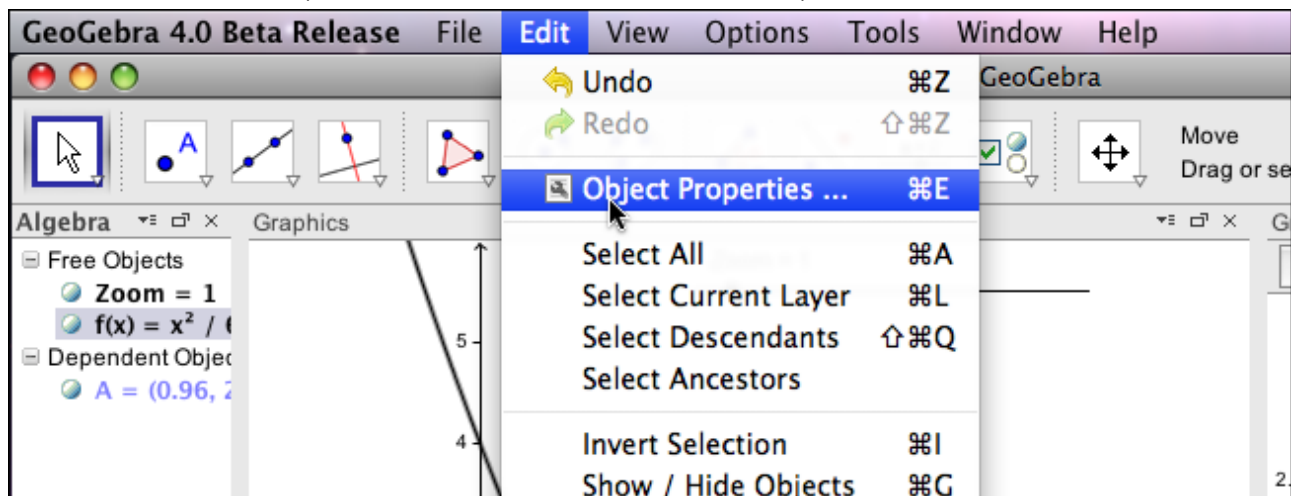 GeoGebra 4.0 Beta Release File Edit View Options Tools Window Help
GeoGebra
Undo ⌘Z
Redo ⇧⌘Z
Object Properties ... ⌘E
Select All ⌘A
Select Current Layer ⌘L
Select Descendants ⇧⌘Q
Select Ancestors
Invert Selection ⌘I
Show / Hide Objects ⌘G
A
Move
Drag or se
Algebra
Free Objects
Zoom = 1
f(x) = x² / 6
Dependent Objec
A = (0.96, 2
Graphics
5
4
G
2.